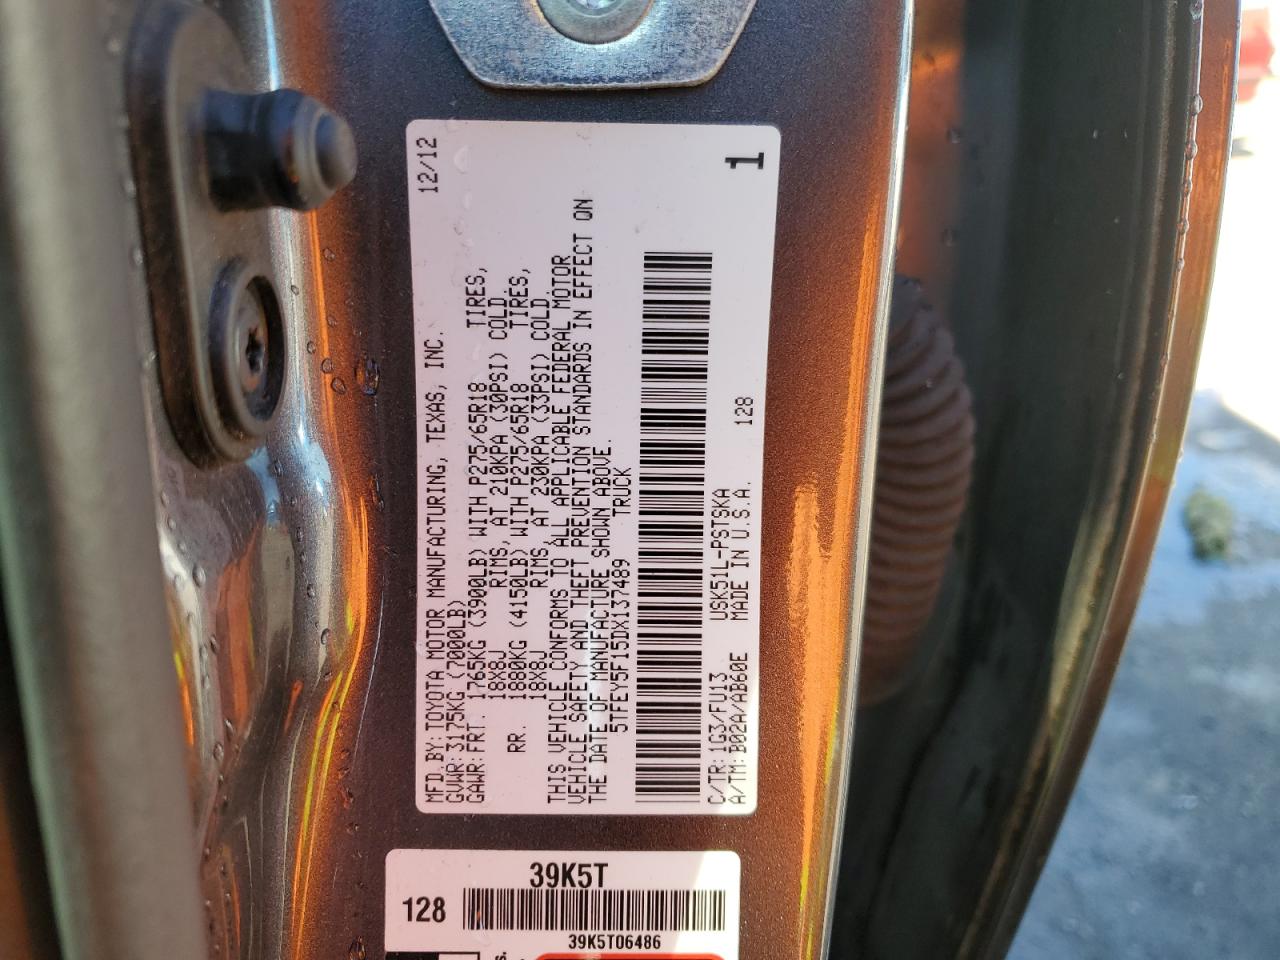 MFD.BY:TOYOTA MOTOR MANUFACTURING, TEXAS, INC. 12/12
GVWR:3175KG (7000LB)
GAWR:FRT. 1765KG (3900LB) WITH P275/65R18 TIRES,
18X8J RIMS, AT 210KPA (30PSI) COLD
RR. 1880KG (4150LB) WITH P275/65R18 TIRES,
18X8J RIMS, AT 230KPA (33PSI) COLD.
THIS VEHICLE CONFORMS TO ALL APPLICABLE FEDERAL MOTOR
VEHICLE SAFETY AND THEFT PREVENTION STANDARDS IN EFFECT ON
THE DATE OF MANUFACTURE SHOWN ABOVE.
5TFEY5F15DX137489 TRUCK
C/TR:1G3/FU13 USK51L-PSTSKA 128
A/TM:B02A/AB60E MADE IN U.S.A.
1
39K5T
128
39K5T06486